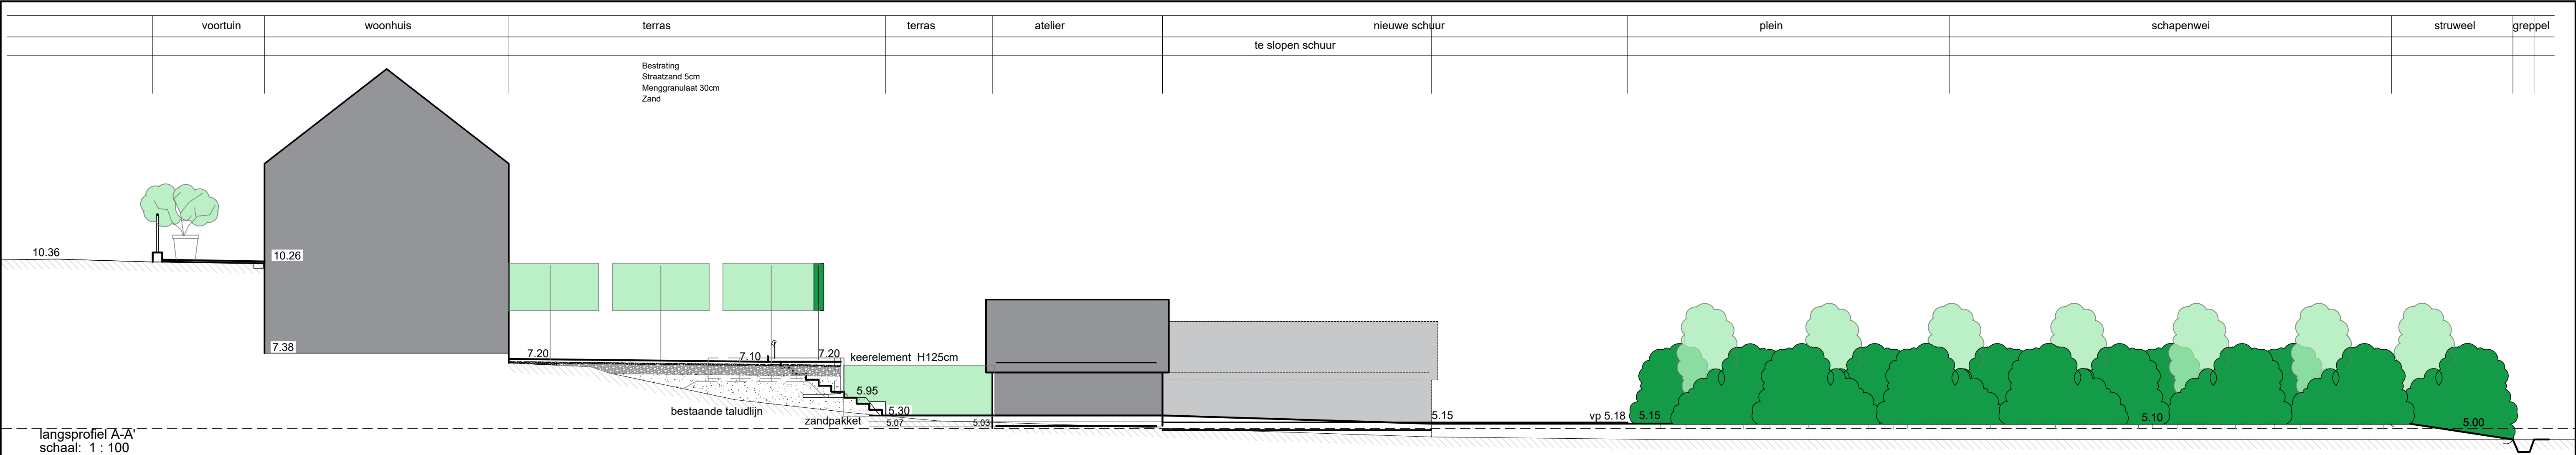 voortuin woonhuis terras terras atelier nieuwe schuur plein schapenwei struweel greppel
te slopen schuur
Bestrating
Straatzand 5cm
Menggranulaat 30cm
Zand
10.36
10.26
7.38
7.20 7.10 7.20 keerelement H125cm
5.95
bestaande taludlijn 5.30 5.15 vp 5.18 5.15 5.10
zandpakket 5.07 5.03 5.00
langsprofiel A-A'
schaal: 1 : 100